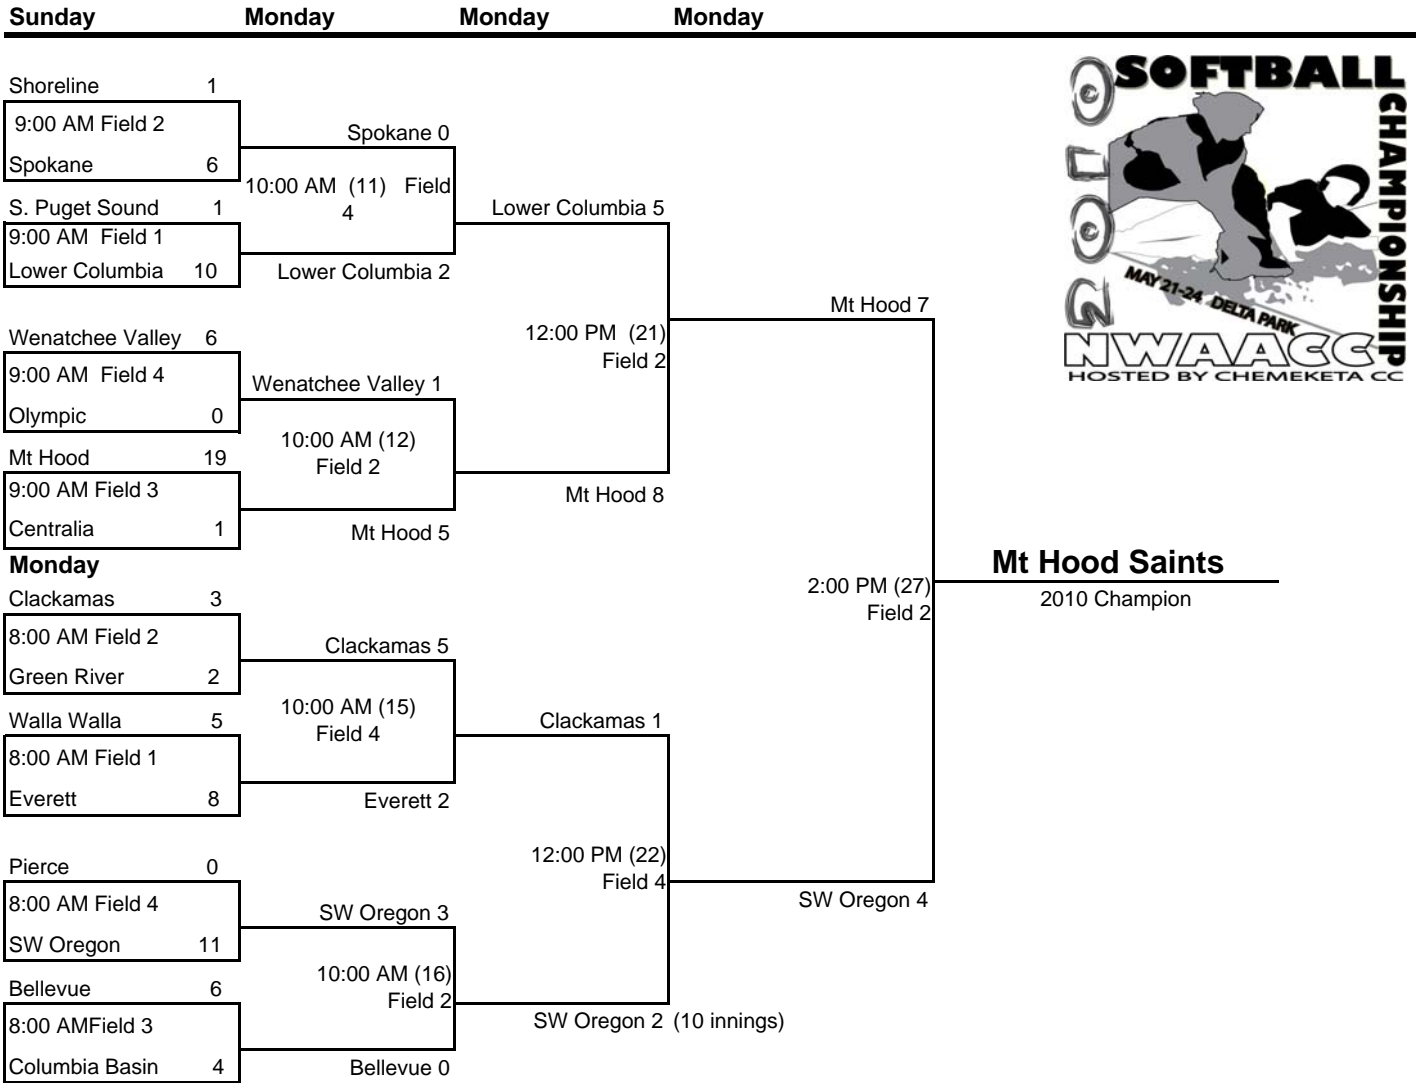 Sunday Monday Monday Monday
Shoreline 1
9:00 AM Field 2
Spokane 6
S. Puget Sound 1
9:00 AM Field 1
Lower Columbia 10
Wenatchee Valley 6
9:00 AM Field 4
Olympic 0
Mt Hood 19
9:00 AM Field 3
Centralia 1
Monday
Clackamas 3
8:00 AM Field 2
Green River 2
Walla Walla 5
8:00 AM Field 1
Everett 8
Pierce 0
8:00 AM Field 4
SW Oregon 11
Bellevue 6
8:00 AMField 3
Columbia Basin 4
Spokane 0
10:00 AM (11) Field
4
Lower Columbia 2
Wenatchee Valley 1
10:00 AM (12)
Field 2
Mt Hood 5
Clackamas 5
10:00 AM (15)
Field 4
Everett 2
SW Oregon 3
10:00 AM (16)
Field 2
Bellevue 0
Lower Columbia 5
12:00 PM (21)
Field 2
Mt Hood 8
Clackamas 1
12:00 PM (22)
Field 4
SW Oregon 2 (10 innings)
Mt Hood 7
2:00 PM (27)
Field 2
SW Oregon 4
Mt Hood Saints
2010 Champion
2010
SOFTBALL
CHAMPIONSHIP
MAY 21-24 DELTA PARK
NWAACC
HOSTED BY CHEMEKETA CC